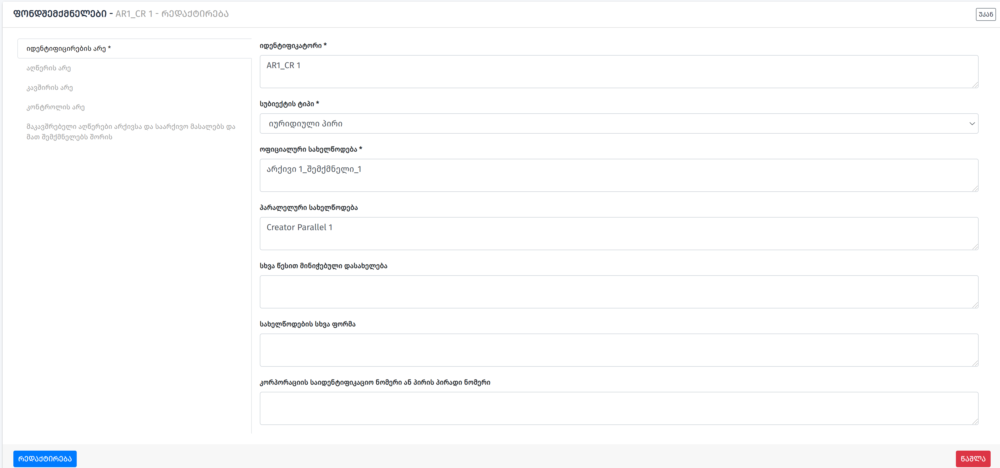 ფონდშემქმნელები - AR1_CR 1 - რედაქტირება
უკან
იდენტიფიცირების არე *
აღწერის არე
კავშირის არე
კონტროლის არე
მაკავშრებელი აღწერები არქივსა და საარქივო მასალებს და
მათ შემქმნელებს შორის
იდენტიფიკატორი *
AR1_CR 1
სუბიექტის ტიპი *
იურიდიული პირი
ოფიციალური სახელწოდება *
არქივი 1_შემქმნელი_1
პარალელური სახელწოდება
Creator Parallel 1
სხვა წესით მინიჭებული დასახელება
სახელწოდების სხვა ფორმა
კორპორაციის საიდენტიფიკაციო ნომერი ან პირის პირადი ნომერი
რედაქტირება
წაშლა